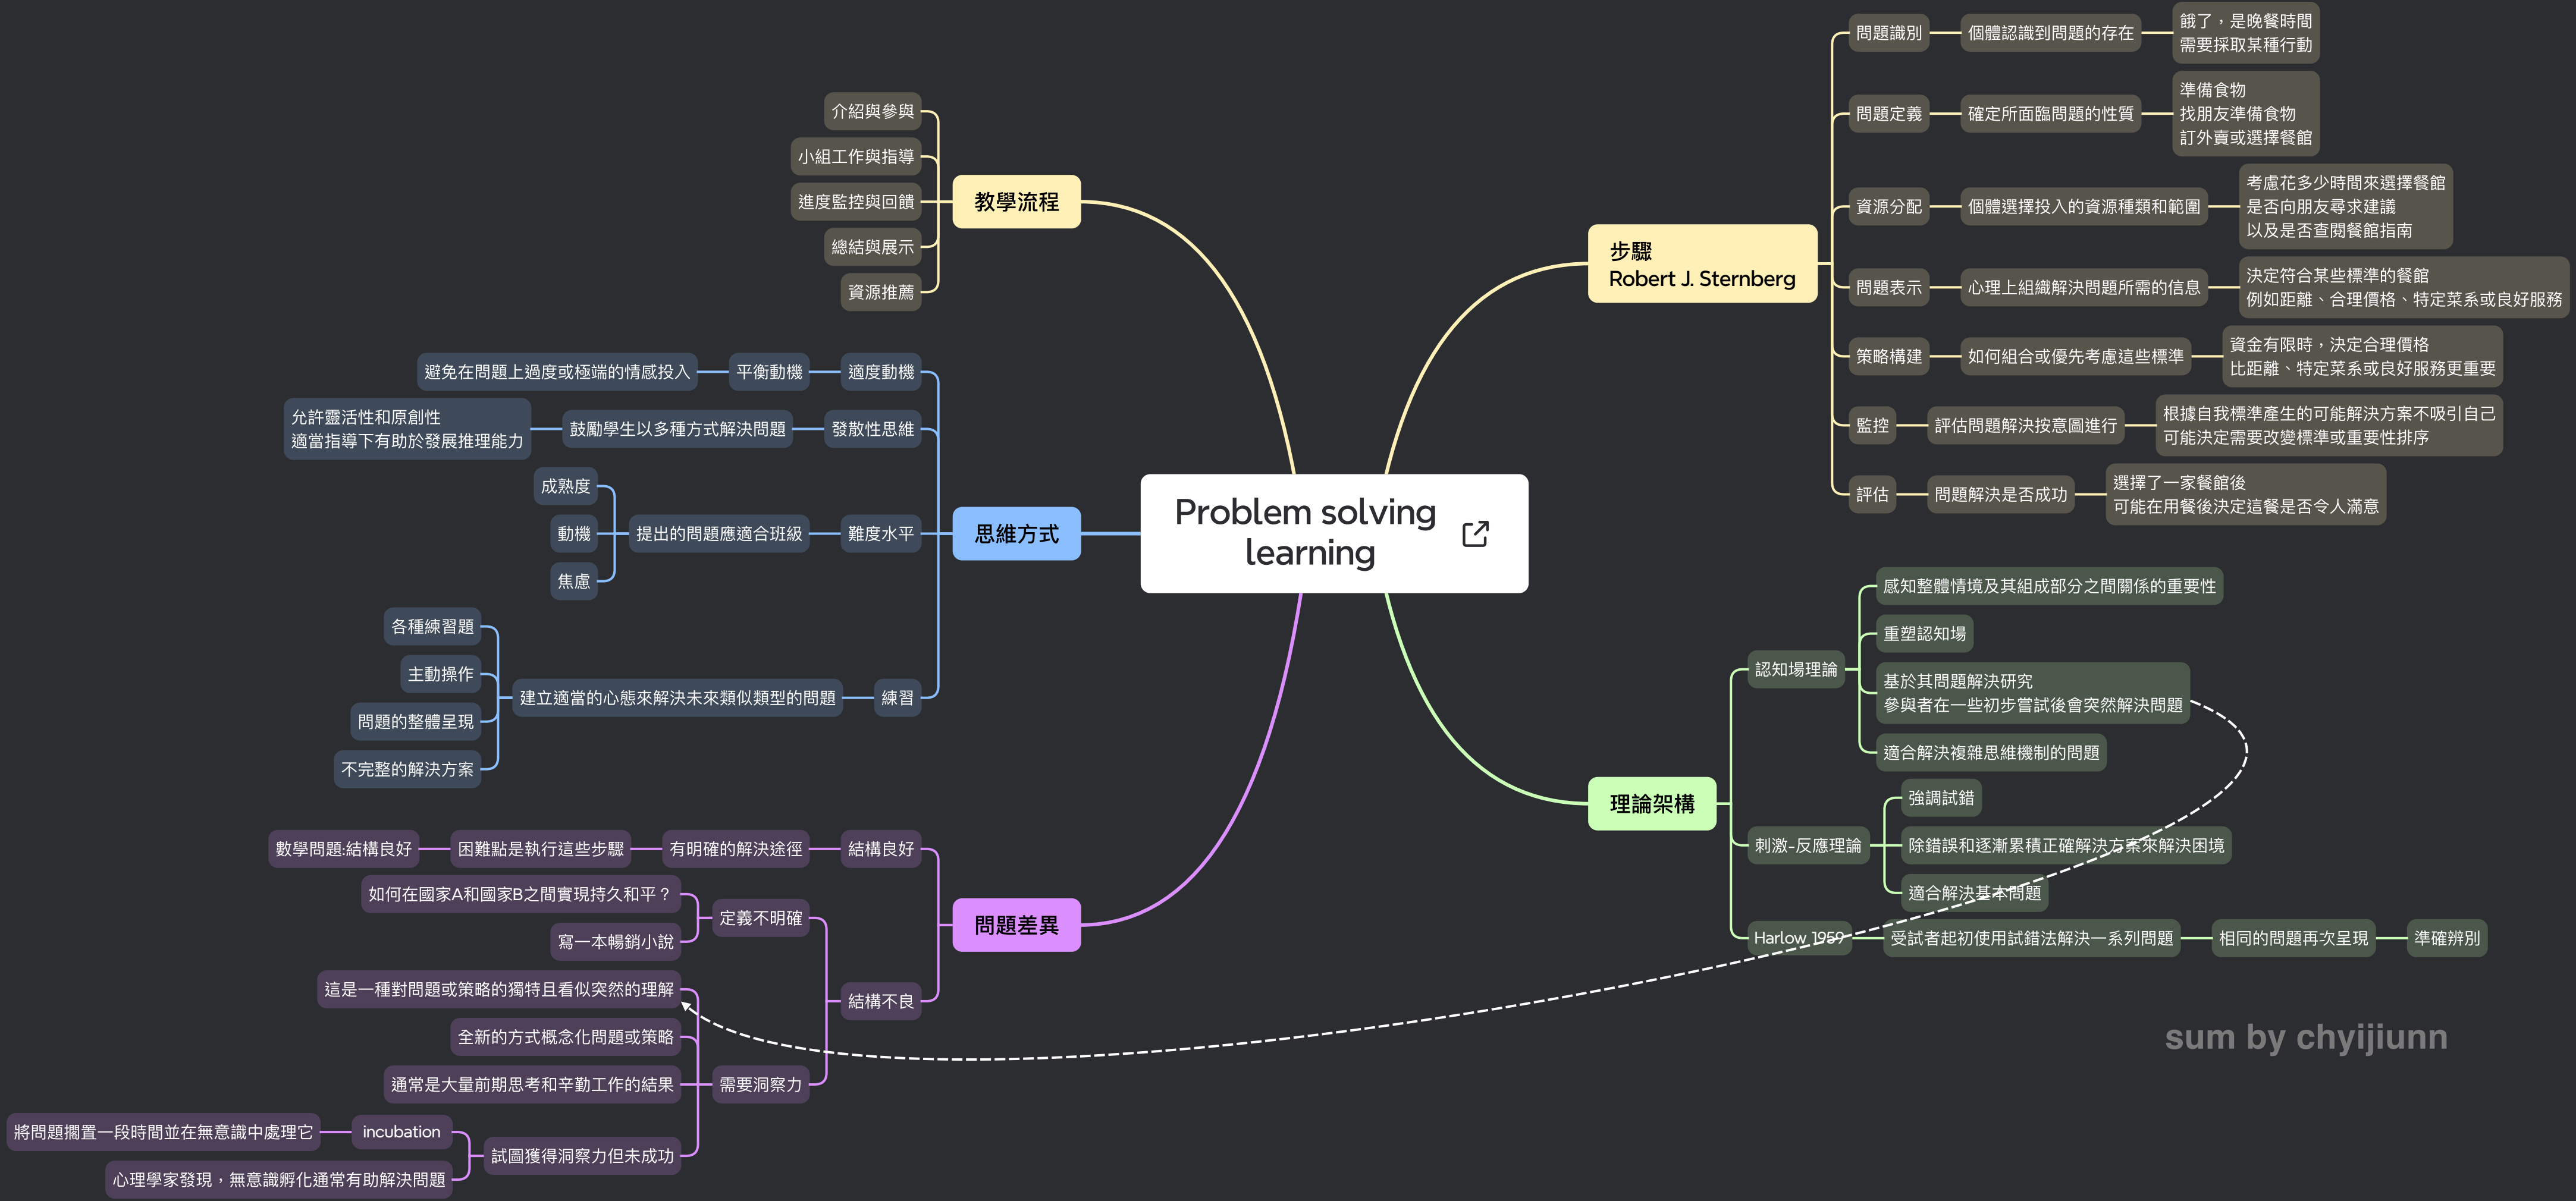 Problem solving
learning
教學流程
介紹與參與
小組工作與指導
進度監控與回饋
總結與展示
資源推薦
思維方式
適度動機
平衡動機
避免在問題上過度或極端的情感投入
發散性思維
鼓勵學生以多種方式解決問題
允許靈活性和原創性
適當指導下有助於發展推理能力
難度水平
提出的問題應適合班級
成熟度
動機
焦慮
練習
建立適當的心態來解決未來類似類型的問題
各種練習題
主動操作
問題的整體呈現
不完整的解決方案
問題差異
結構良好
有明確的解決途徑
困難點是執行這些步驟
數學問題:結構良好
結構不良
定義不明確
如何在國家A和國家B之間實現持久和平？
寫一本暢銷小說
需要洞察力
這是一種對問題或策略的獨特且看似突然的理解
全新的方式概念化問題或策略
通常是大量前期思考和辛勤工作的結果
試圖獲得洞察力但未成功
incubation
將問題擱置一段時間並在無意識中處理它
心理學家發現，無意識孵化通常有助解決問題
步驟
Robert J. Sternberg
問題識別
個體認識到問題的存在
餓了，是晚餐時間
需要採取某種行動
問題定義
確定所面臨問題的性質
準備食物
找朋友準備食物
訂外賣或選擇餐館
資源分配
個體選擇投入的資源種類和範圍
考慮花多少時間來選擇餐館
是否向朋友尋求建議
以及是否查閱餐館指南
問題表示
心理上組織解決問題所需的信息
決定符合某些標準的餐館
例如距離、合理價格、特定菜系或良好服務
策略構建
如何組合或優先考慮這些標準
資金有限時，決定合理價格
比距離、特定菜系或良好服務更重要
監控
評估問題解決按意圖進行
根據自我標準產生的可能解決方案不吸引自己
可能決定需要改變標準或重要性排序
評估
問題解決是否成功
選擇了一家餐館後
可能在用餐後決定這餐是否令人滿意
理論架構
認知場理論
感知整體情境及其組成部分之間關係的重要性
重塑認知場
基於其問題解決研究
參與者在一些初步嘗試後會突然解決問題
適合解決複雜思維機制的問題
刺激-反應理論
強調試錯
除錯誤和逐漸累積正確解決方案來解決困境
適合解決基本問題
Harlow 1959
受試者起初使用試錯法解決一系列問題
相同的問題再次呈現
準確辨別
sum by chyijiunn